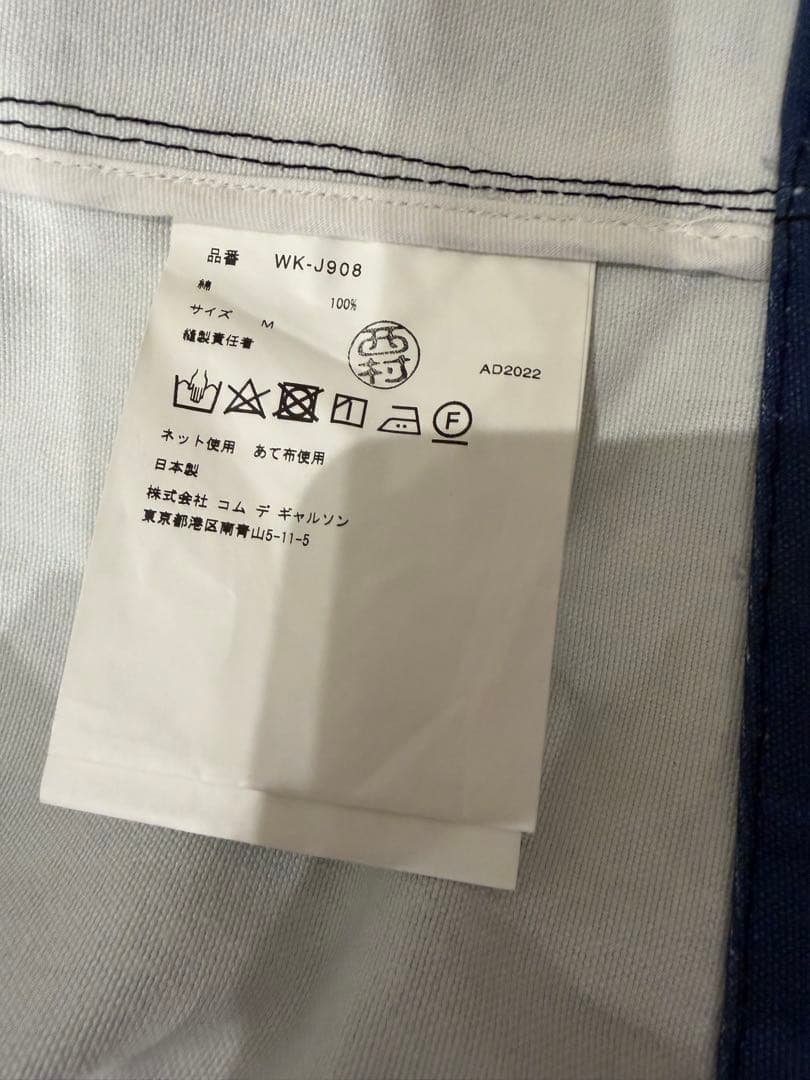 品番 WK-J908
綿 100%
サイズ M
縫製責任者 西村 AD2022
F
ネット使用 あて布使用
日本製
株式会社 コム デ ギャルソン
東京都港区南青山5-11-5